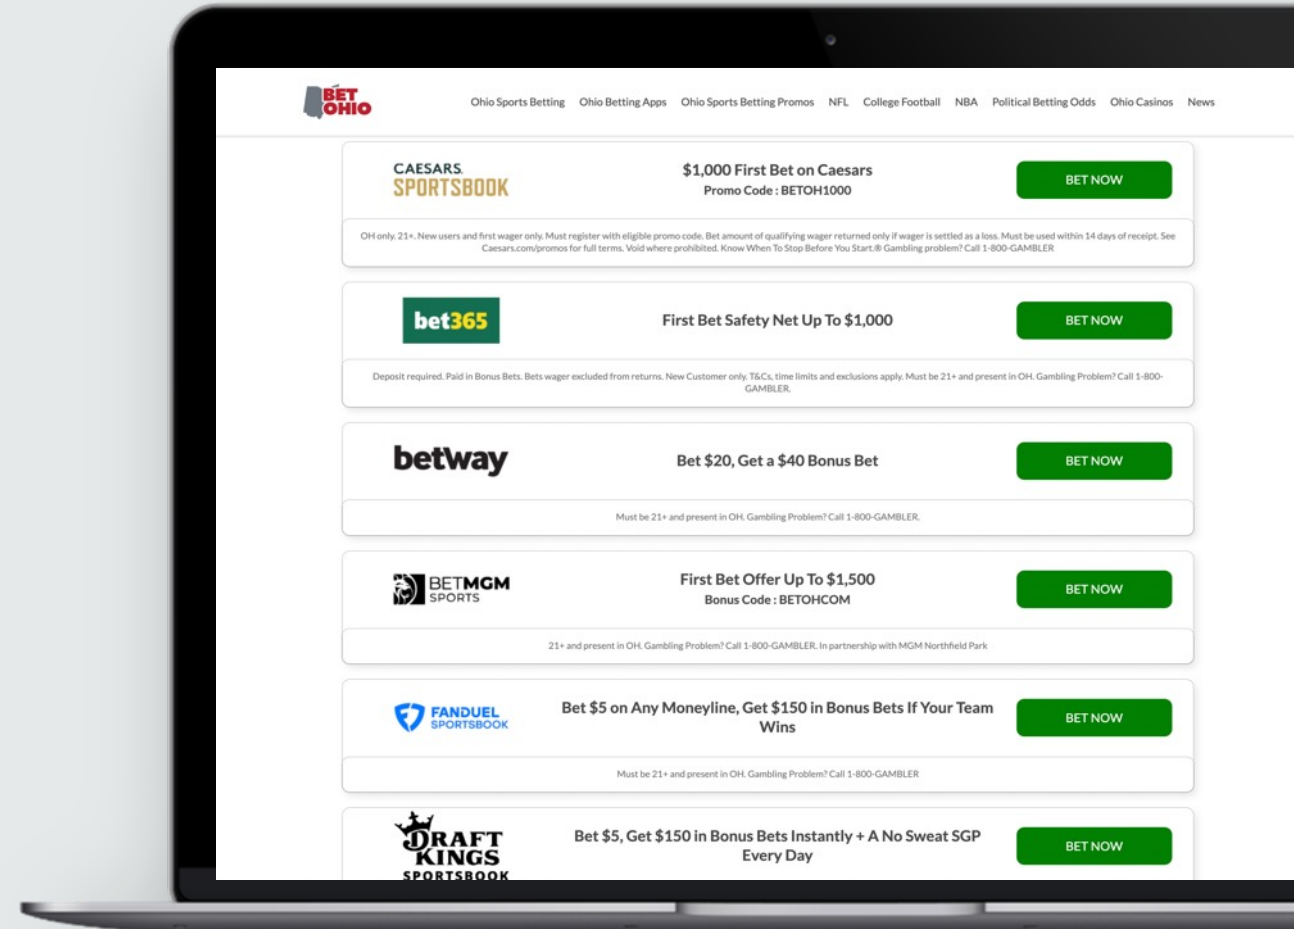 BET
OHIO
Ohio Sports Betting Ohio Betting Apps Ohio Sports Betting Promos NFL College Football NBA Political Betting Odds Ohio Casinos News
CAESARS
SPORTSBOOK
$1,000 First Bet on Caesars
Promo Code : BETOH1000
BET NOW
OH only. 21+. New users and first wager only. Must register with eligible promo code. Bet amount of qualifying wager returned only if wager is settled as a loss. Must be used within 14 days of receipt. See
Caesars.com/promos for full terms. Void where prohibited. Know When To Stop Before You Start.® Gambling problem? Call 1-800-GAMBLER
bet365
First Bet Safety Net Up To $1,000
BET NOW
Deposit required. Paid in Bonus Bets. Bets wager excluded from returns. New Customer only. T&Cs, time limits and exclusions apply. Must be 21+ and present in OH. Gambling Problem? Call 1-800-
GAMBLER.
betway
Bet $20, Get a $40 Bonus Bet
BET NOW
Must be 21+ and present in OH. Gambling Problem? Call 1-800-GAMBLER.
BETMGM
SPORTS
First Bet Offer Up To $1,500
Bonus Code : BETOHCOM
BET NOW
21+ and present in OH. Gambling Problem? Call 1-800-GAMBLER. In partnership with MGM Northfield Park
FANDUEL
SPORTSBOOK
Bet $5 on Any Moneyline, Get $150 in Bonus Bets If Your Team
Wins
BET NOW
Must be 21+ and present in OH. Gambling Problem? Call 1-800-GAMBLER
DRAFT
KINGS
SPORTSBOOK
Bet $5, Get $150 in Bonus Bets Instantly + A No Sweat SGP
Every Day
BET NOW